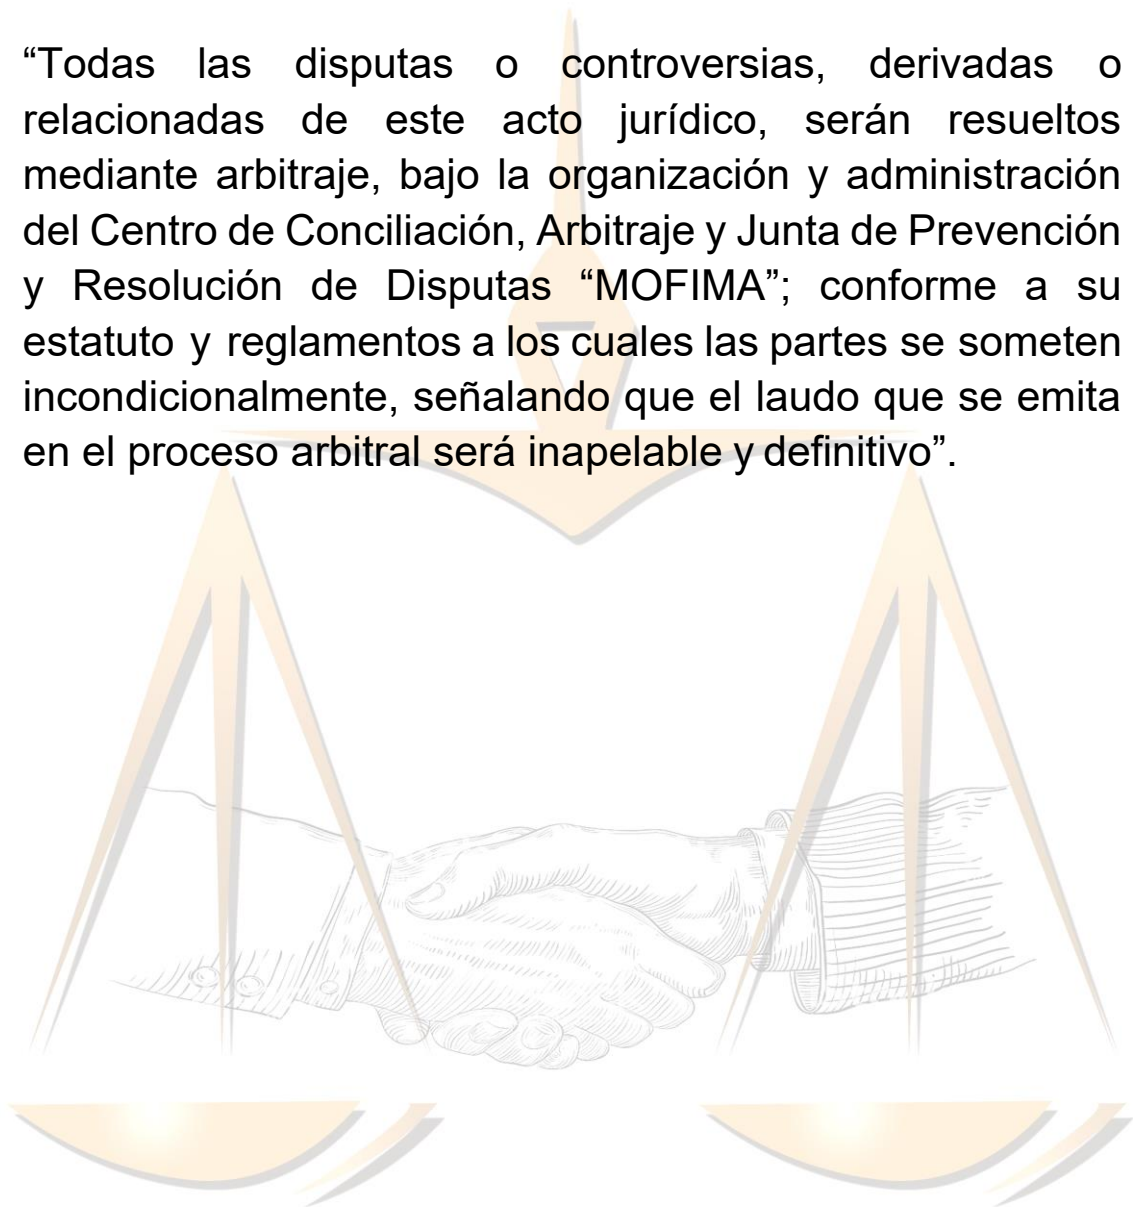 “Todas las disputas o controversias, derivadas o
relacionadas de este acto jurídico, serán resueltos
mediante arbitraje, bajo la organización y administración
del Centro de Conciliación, Arbitraje y Junta de Prevención
y Resolución de Disputas “MOFIMA”; conforme a su
estatuto y reglamentos a los cuales las partes se someten
incondicionalmente, señalando que el laudo que se emita
en el proceso arbitral será inapelable y definitivo”.